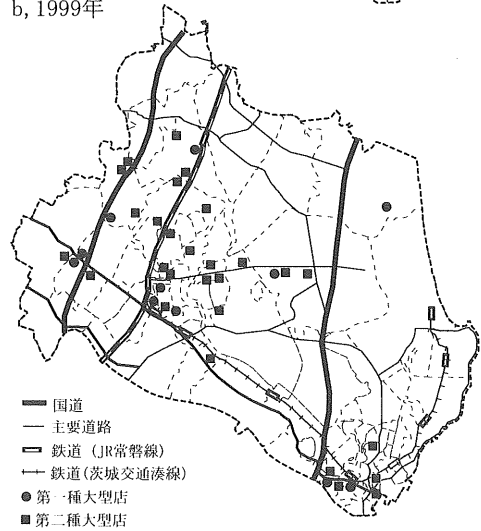 b, 1999年
国道
主要道路
鉄道 (JR常磐線)
鉄道(茨城交通湊線)
第一種大型店
第二種大型店